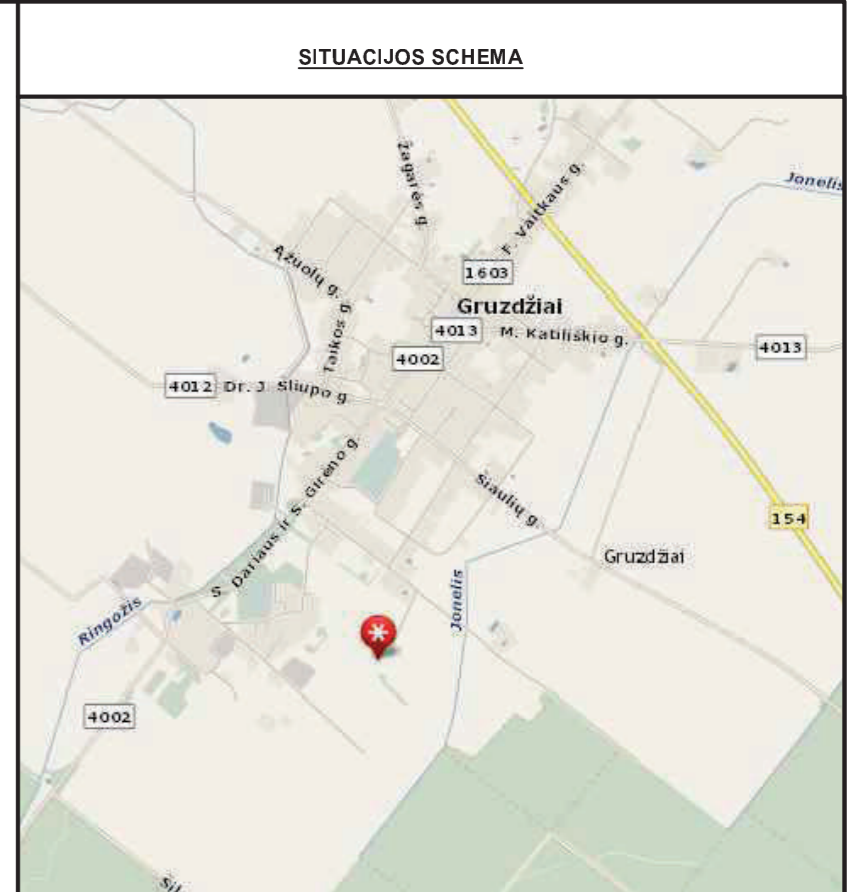 SITUACIJOS SCHEMA
Žagarės g.
F. Vaitkaus g.
Jonelis
Ąžuolų g.
1603
Gruzdžiai
Taikos g.
4013
M. Katiliškio g.
4013
4002
4012
Dr. J. Šliupo g.
S. Dariaus ir S. Girėno g.
Šiaulių g.
154
Gruzdžiai
Jonelis
Ringožis
4002